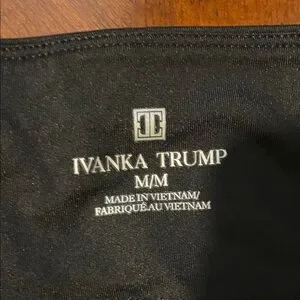 IVANKA TRUMP
M/M
MADE IN VIETNAM/
FABRIQUÉ AU VIETNAM